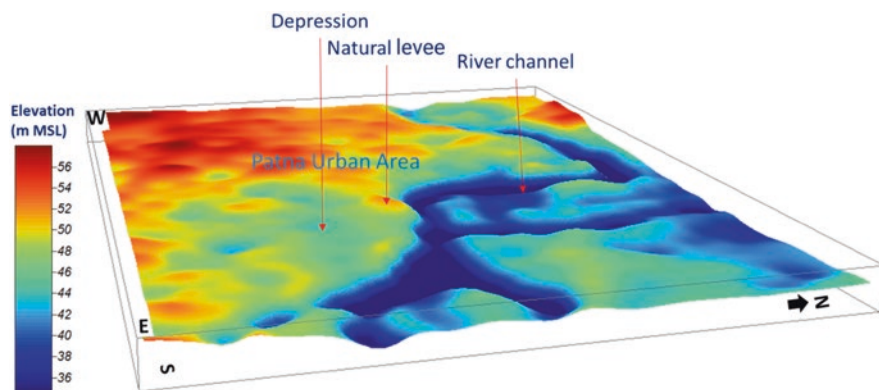 Depression
Natural levee
River channel
Elevation
(m MSL)
W
Patna Urban Area
56
54
52
50
48
46
44
42
40
38
36
E
S
N